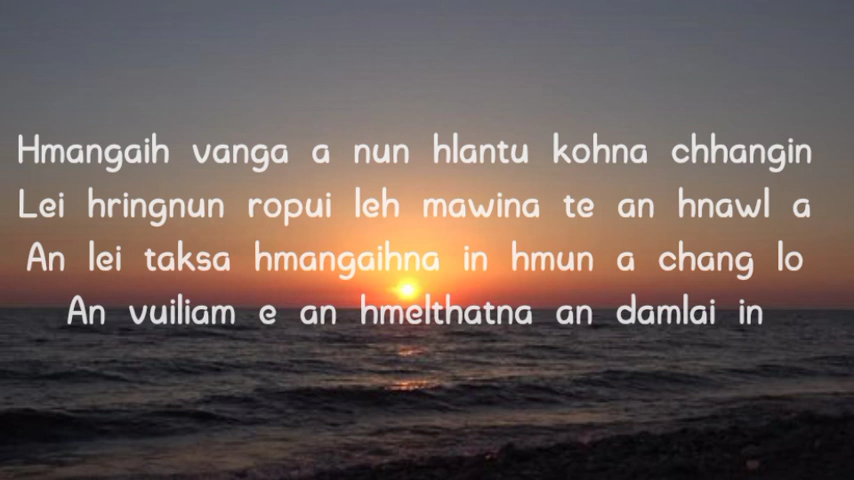 Hmangaih vanga a nun hlantu kohna chhangin
Lei hringnun ropui leh mawina te an hnawl a
An lei taksa hmangaihna in hmun a chang lo
An vuiliam e an hmelthatna an damlai in